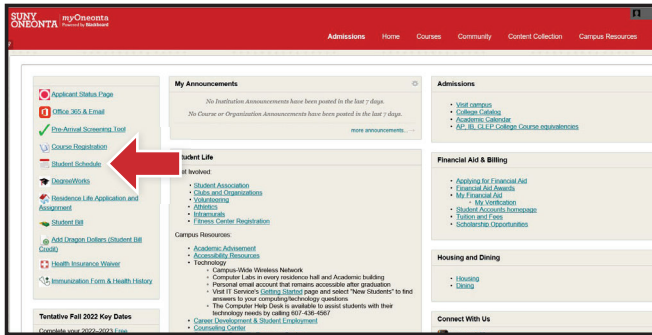 SUNY
ONEONTA
myOneonta
Powered by Blackboard
Admissions
Home
Courses
Community
Content Collection
Campus Resources
Applicant Status Page
Office 365 & Email
Pre-Arrival Screening Tool
Course Registration
Student Schedule
DegreeWorks
Residence Life Application and
Assignment
Student Bill
Add Dragon Dollars (Student Bill
Credit)
Health Insurance Waiver
Immunization Form & Health History
Tentative Fall 2022 Key Dates
Complete your 2022-2023 Free
My Announcements
No Institution Announcements have been posted in the last 7 days.
No Course or Organization Announcements have been posted in the last 7 days.
more announcements...
Student Life
Get Involved:
Student Association
Clubs and Organizations
Volunteering
Athletics
Intramurals
Fitness Center Registration
Campus Resources:
Academic Advisement
Accessibility Resources
Technology
Campus-Wide Wireless Network
Computer Labs in every residence hall and Academic building
Personal email account that remains accessible after graduation
Visit IT Service's Getting Started page and select "New Students" to find
answers to your computing/technology questions
The Computer Help Desk is available to assist students with their
technology needs by calling 607-436-4567
Career Development & Student Employment
Counseling Center
Admissions
Visit campus
College Catalog
Academic Calendar
AP, IB, CLEP College Course equivalencies
Financial Aid & Billing
Applying for Financial Aid
Financial Aid Awards
My Financial Aid
My Verification
Student Accounts homepage
Tuition and Fees
Scholarship Opportunities
Housing and Dining
Housing
Dining
Connect With Us